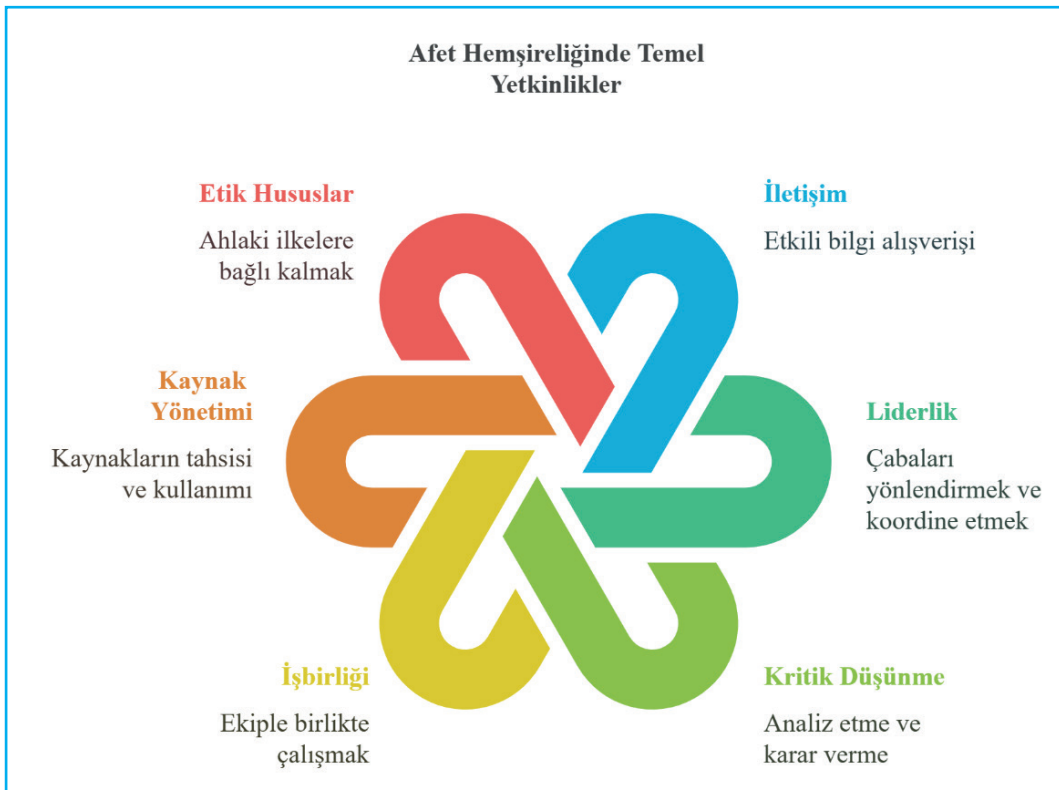 Afet Hemşireliğinde Temel
Yetkinlikler
Etik Hususlar
Ahlaki ilkelere
bağlı kalmak
İletişim
Etkili bilgi alışverişi
Kaynak
Yönetimi
Kaynakların tahsisi
ve kullanımı
Liderlik
Çabaları
yönlendirmek ve
koordine etmek
İşbirliği
Ekiple birlikte
çalışmak
Kritik Düşünme
Analiz etme ve
karar verme